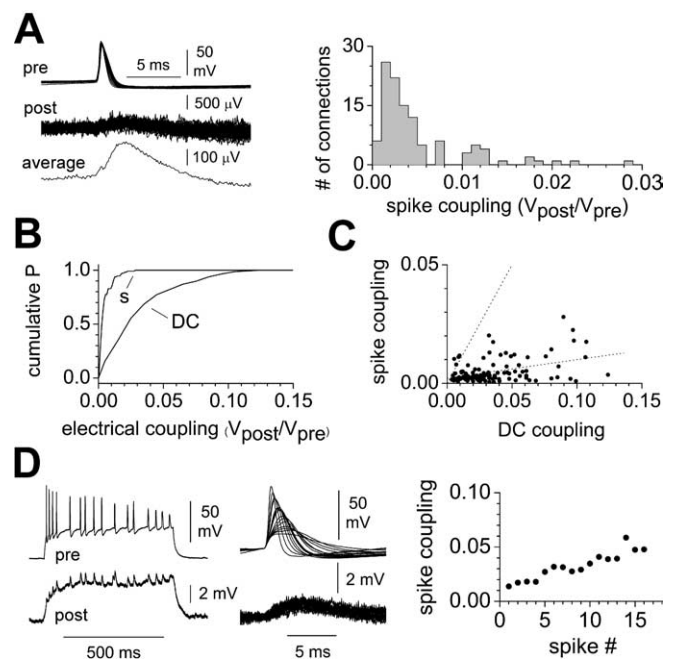 A
pre
5 ms
50
mV
post
500 μV
average
100 μV
# of connections
30
15
0
0.00
0.01
0.02
0.03
spike coupling (Vpost/Vpre)
B
cumulative P
1.0
0.5
0.0
s
DC
0.00
0.05
0.10
0.15
electrical coupling (Vpost/Vpre)
C
spike coupling
0.05
0.00
0.00
0.05
0.10
0.15
DC coupling
D
50
mV
pre
2 mV
post
500 ms
50
mV
2 mV
5 ms
spike coupling
0.10
0.05
0.00
0
5
10
15
spike #